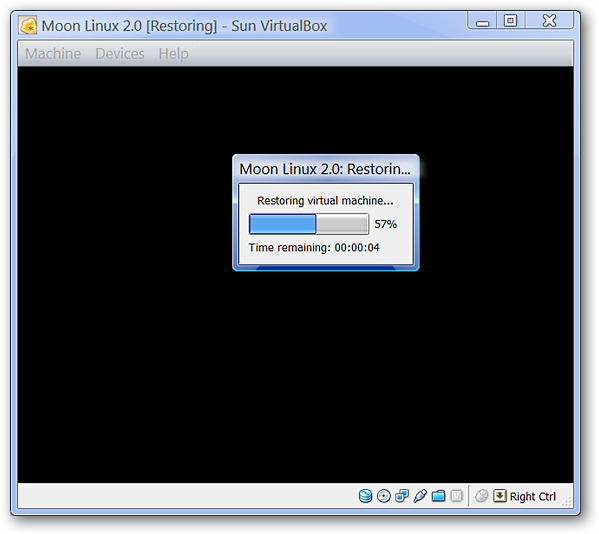 Moon Linux 2.0 [Restoring] - Sun VirtualBox
Machine Devices Help
Moon Linux 2.0: Restorin...
Restoring virtual machine...
57%
Time remaining: 00:00:04
Right Ctrl